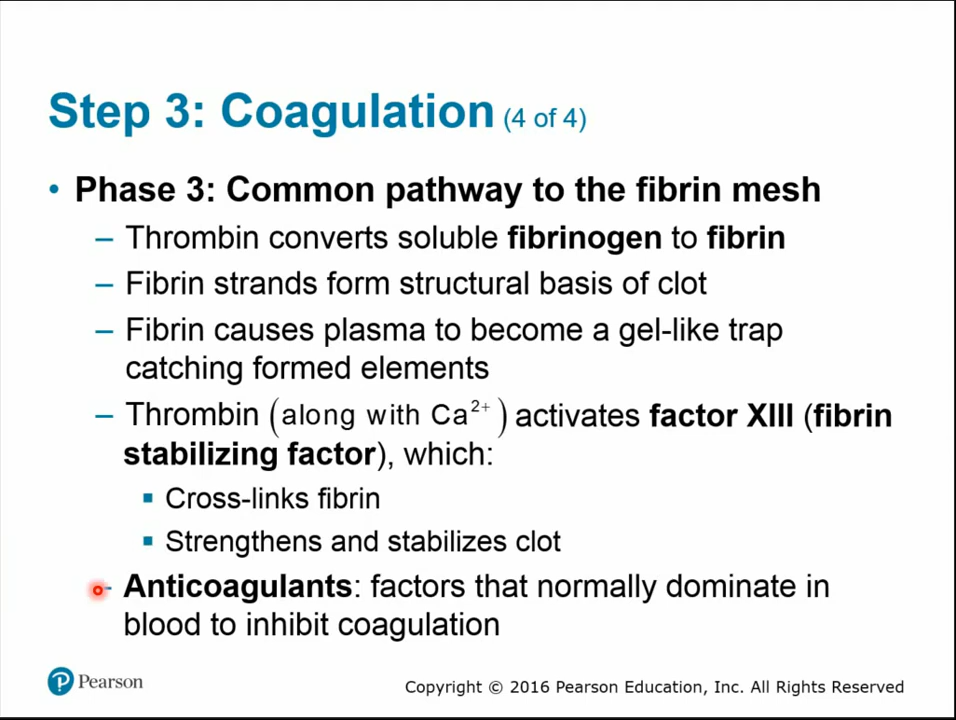 Step 3: Coagulation (4 of 4)
• Phase 3: Common pathway to the fibrin mesh
– Thrombin converts soluble fibrinogen to fibrin
– Fibrin strands form structural basis of clot
– Fibrin causes plasma to become a gel-like trap
catching formed elements
– Thrombin (along with Ca²⁺) activates factor XIII (fibrin
stabilizing factor), which:
▪ Cross-links fibrin
▪ Strengthens and stabilizes clot
– Anticoagulants: factors that normally dominate in
blood to inhibit coagulation
Pearson
Copyright © 2016 Pearson Education, Inc. All Rights Reserved